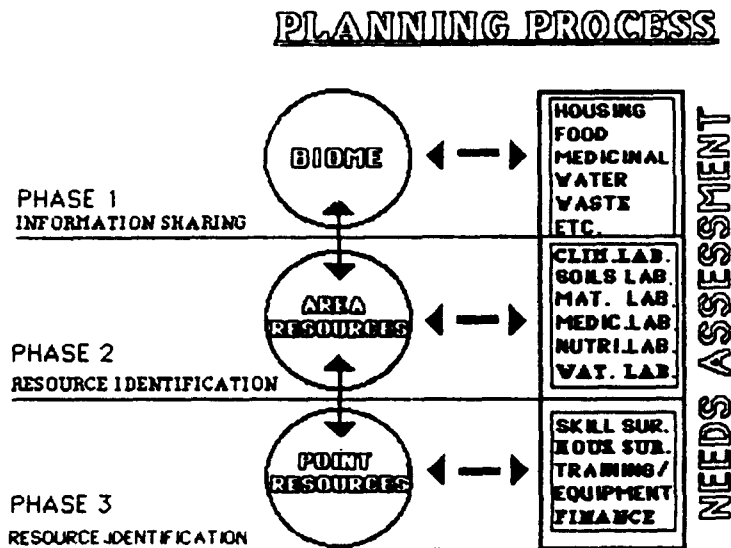 PLANNING PROCESS
BIOME
HOUSING
FOOD
MEDICINAL
WATER
WASTE
ETC.
PHASE 1
INFORMATION SHARING
AREA
RESOURCES
CLIM. LAB.
SOILS LAB.
MAT. LAB.
MEDIC. LAB.
NUTRI. LAB.
WAT. LAB.
PHASE 2
RESOURCE IDENTIFICATION
POINT
RESOURCES
SKILL SUR.
HOUS SUR.
TRAINING/
EQUIPMENT
FINANCE
PHASE 3
RESOURCE IDENTIFICATION
NEEDS ASSESSMENT